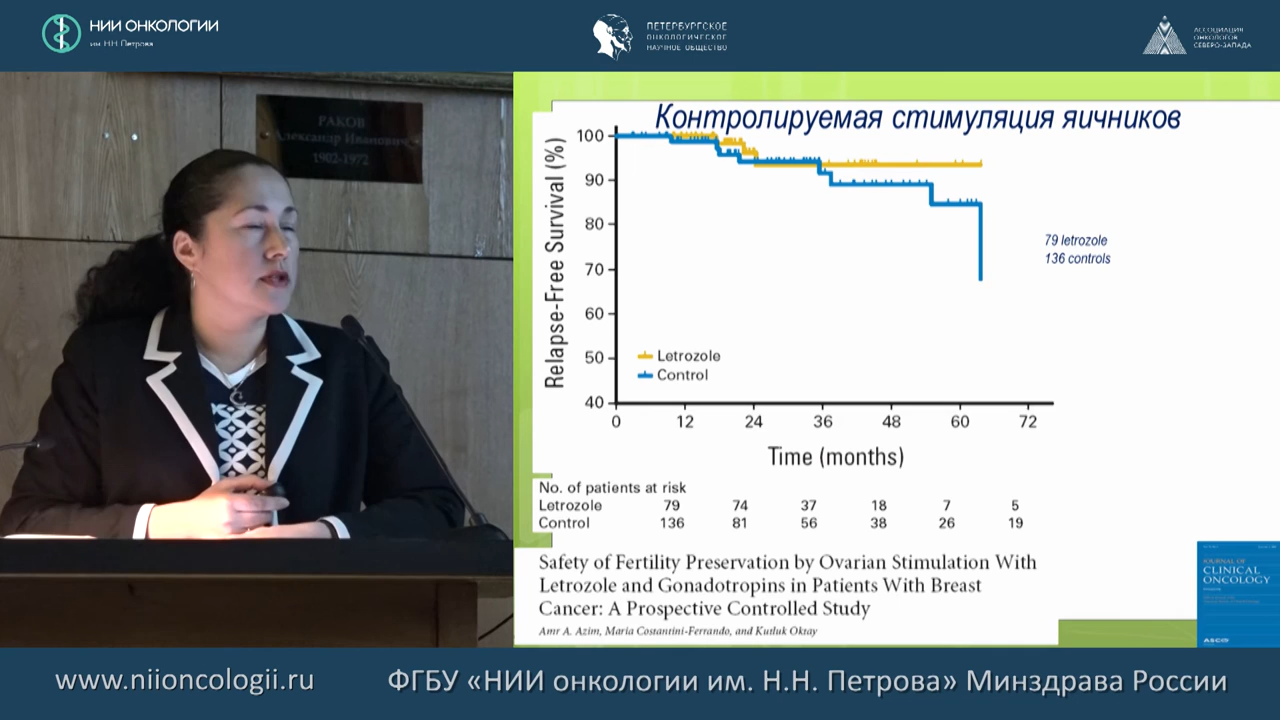 НИИ ОНКОЛОГИИ
им. Н.Н. Петрова
ПЕТЕРБУРГСКОЕ
ОНКОЛОГИЧЕСКОЕ
НАУЧНОЕ ОБЩЕСТВО
АССОЦИАЦИЯ
ОНКОЛОГОВ
СЕВЕРО-ЗАПАДА
РАКОВ
Александр Иванович
1902-1972
Контролируемая стимуляция яичников
Relapse-Free Survival (%)
100
90
80
70
60
50
40
Letrozole
Control
0 12 24 36 48 60 72
Time (months)
79 letrozole
136 controls
No. of patients at risk
Letrozole 79 74 37 18 7 5
Control 136 81 56 38 26 19
Safety of Fertility Preservation by Ovarian Stimulation With
Letrozole and Gonadotropins in Patients With Breast
Cancer: A Prospective Controlled Study
Amr A. Azim, Maria Costantini-Ferrando, and Kutluk Oktay
JOURNAL OF
CLINICAL
ONCOLOGY
ASCO
www.niioncologii.ru
ФГБУ «НИИ онкологии им. Н.Н. Петрова» Минздрава России